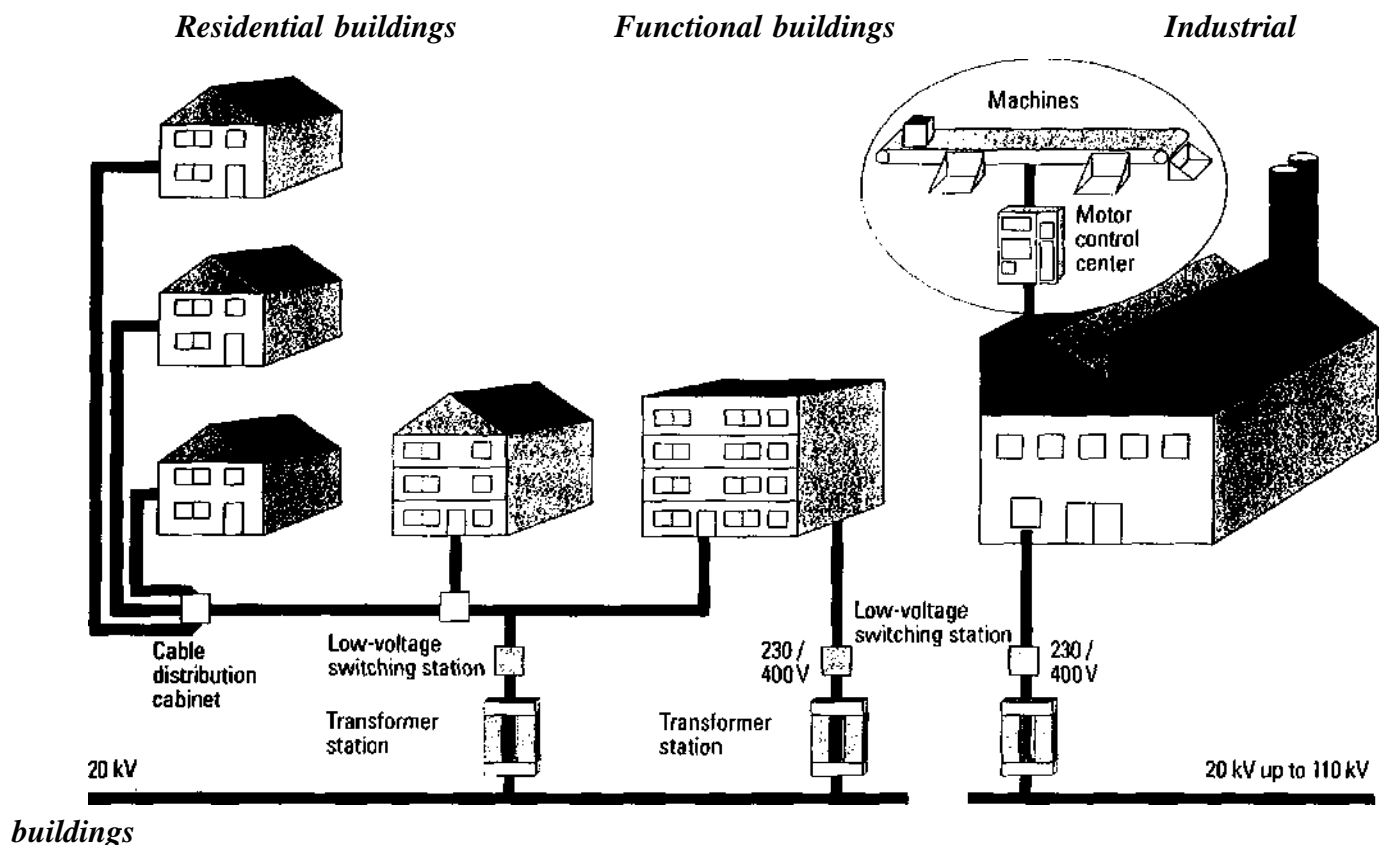 Residential buildings
Functional buildings
Industrial
Machines
Motor
control
center
Low-voltage
switching station
Cable
distribution
cabinet
Low-voltage
switching station
230 /
400 V
230 /
400 V
Transformer
station
Transformer
station
20 kV
20 kV up to 110 kV
buildings